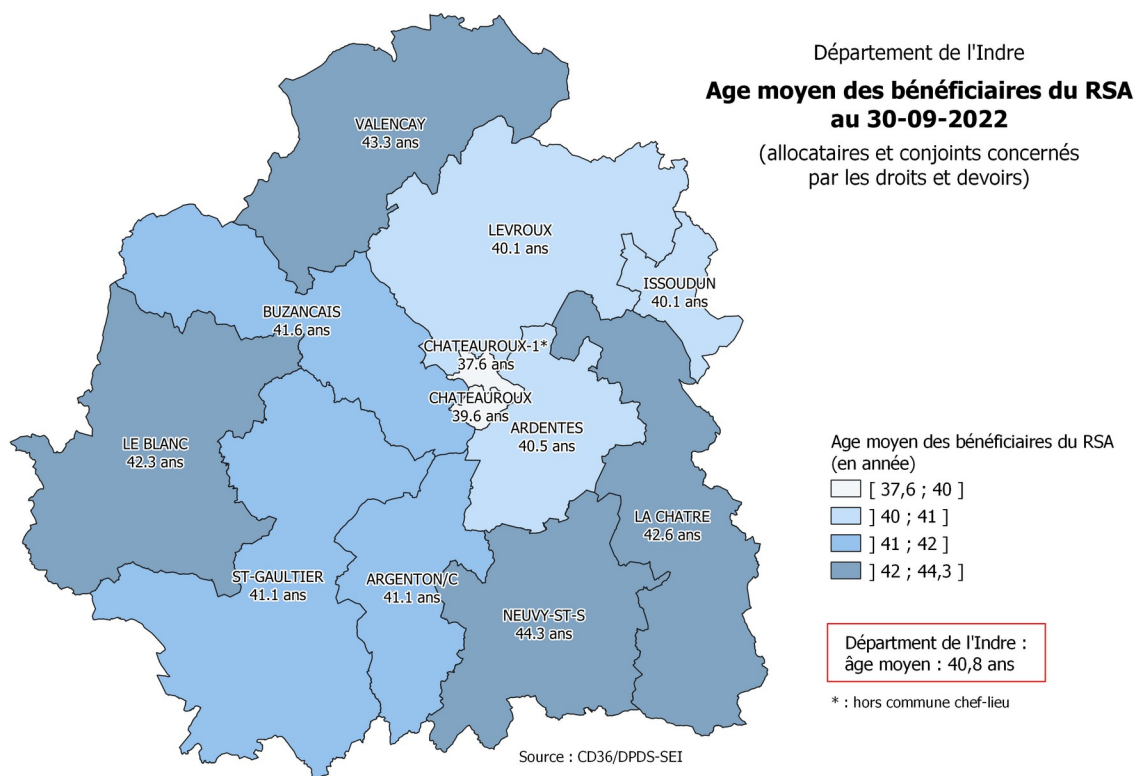 Département de l'Indre
Age moyen des bénéficiaires du RSA
au 30-09-2022
(allocataires et conjoints concernés
par les droits et devoirs)
VALENCAY
43.3 ans
LEVROUX
40.1 ans
ISSOUDUN
40.1 ans
BUZANCAIS
41.6 ans
CHATEAUROUX-1*
37.6 ans
CHATEAUROUX
39.6 ans
ARDENTES
40.5 ans
LE BLANC
42.3 ans
LA CHATRE
42.6 ans
ST-GAULTIER
41.1 ans
ARGENTON/C
41.1 ans
NEUVY-ST-S
44.3 ans
Age moyen des bénéficiaires du RSA
(en année)
[ 37,6 ; 40 ]
] 40 ; 41 ]
] 41 ; 42 ]
] 42 ; 44,3 ]
Départment de l'Indre :
âge moyen : 40,8 ans
* : hors commune chef-lieu
Source : CD36/DPDS-SEI